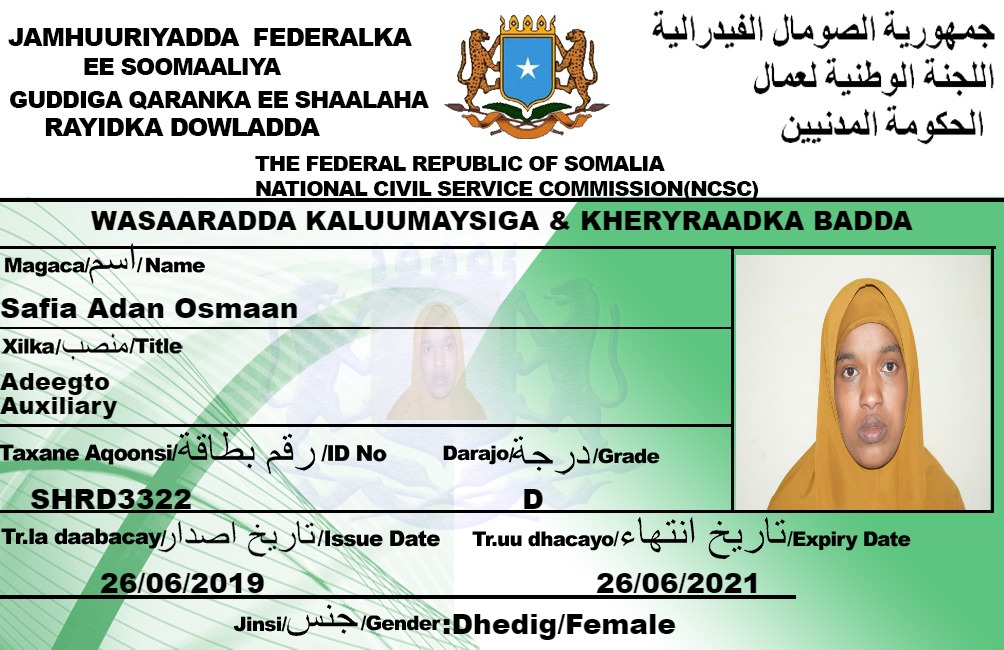 JAMHUURIYADDA FEDERALKA
EE SOOMAALIYA
GUDDIGA QARANKA EE SHAALAHA
RAYIDKA DOWLADDA
جمهورية الصومال الفيدرالية
اللجنة الوطنية لعمال
الحكومة المدنيين
THE FEDERAL REPUBLIC OF SOMALIA
NATIONAL CIVIL SERVICE COMMISSION(NCSC)
WASAARADDA KALUUMAYSIGA & KHERYRAADKA BADDA
Magaca/اسم/Name
Safia Adan Osmaan
Xilka/منصب/Title
Adeegto
Auxiliary
Taxane Aqoonsi/رقم بطاقة/ID No
SHRD3322
Darajo/درجة/Grade
D
Tr.la daabacay/تاريخ اصدار/Issue Date
26/06/2019
Tr.uu dhacayo/تاريخ انتهاء/Expiry Date
26/06/2021
Jinsi/جنس/Gender:Dhedig/Female